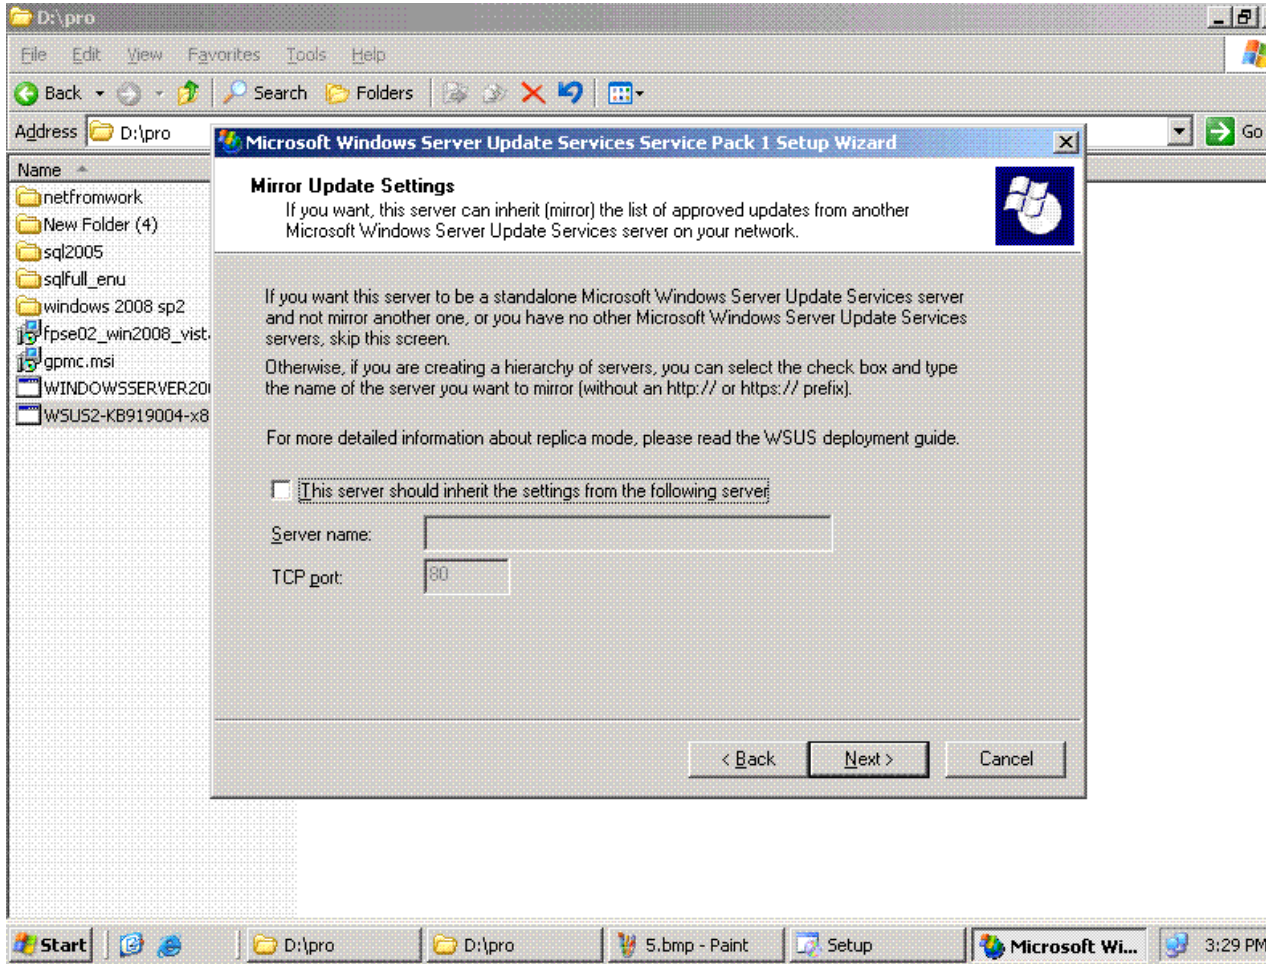 D:\pro
File Edit View Favorites Tools Help
Back Search Folders
Address D:\pro Go
Name
netfromwork
New Folder (4)
sql2005
sqlfull_enu
windows 2008 sp2
fpse02_win2008_vist
gpmc.msi
WINDOWSSERVER20
WSUS2-KB919004-x8
Microsoft Windows Server Update Services Service Pack 1 Setup Wizard
Mirror Update Settings
If you want, this server can inherit (mirror) the list of approved updates from another
Microsoft Windows Server Update Services server on your network.
If you want this server to be a standalone Microsoft Windows Server Update Services server
and not mirror another one, or you have no other Microsoft Windows Server Update Services
servers, skip this screen.
Otherwise, if you are creating a hierarchy of servers, you can select the check box and type
the name of the server you want to mirror (without an http:// or https:// prefix).
For more detailed information about replica mode, please read the WSUS deployment guide.
This server should inherit the settings from the following server
Server name:
TCP port: 80
< Back Next > Cancel
Start D:\pro D:\pro 5.bmp - Paint Setup Microsoft Wi... 3:29 PM